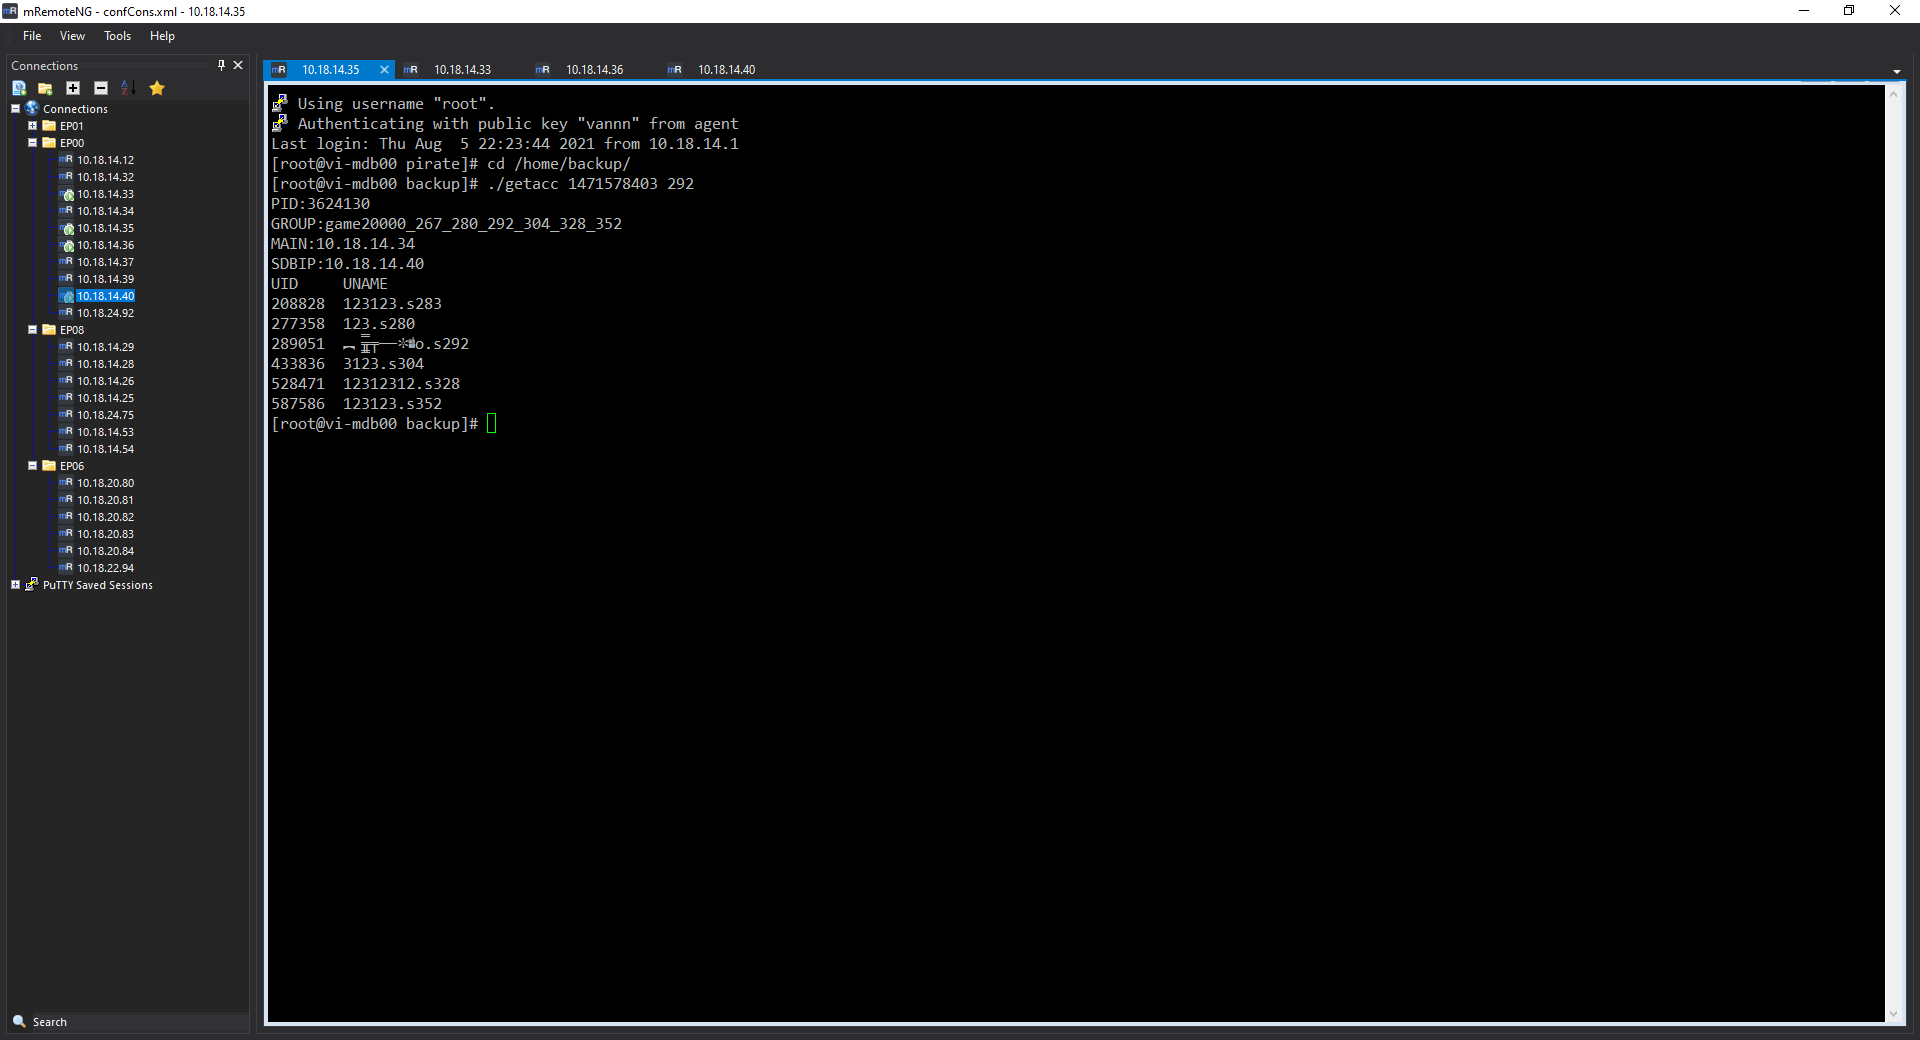 mRemoteNG - confCons.xml - 10.18.14.35
File View Tools Help
Connections
10.18.14.35
10.18.14.33
10.18.14.36
10.18.14.40
Connections
EP01
EP00
10.18.14.12
10.18.14.32
10.18.14.33
10.18.14.34
10.18.14.35
10.18.14.36
10.18.14.37
10.18.14.39
10.18.14.40
10.18.24.92
EP08
10.18.14.29
10.18.14.28
10.18.14.26
10.18.14.25
10.18.24.75
10.18.14.53
10.18.14.54
EP06
10.18.20.80
10.18.20.81
10.18.20.82
10.18.20.83
10.18.20.84
10.18.22.94
PuTTY Saved Sessions
Search
Using username "root".
Authenticating with public key "vannn" from agent
Last login: Thu Aug  5 22:23:44 2021 from 10.18.14.1
[root@vi-mdb00 pirate]# cd /home/backup/
[root@vi-mdb00 backup]# ./getacc 1471578403 292
PID:3624130
GROUP:game20000_267_280_292_304_328_352
MAIN:10.18.14.34
SDBIP:10.18.14.40
UID     UNAME
208828  123123.s283
277358  123.s280
289051  o.s292
433836  3123.s304
528471  12312312.s328
587586  123123.s352
[root@vi-mdb00 backup]#